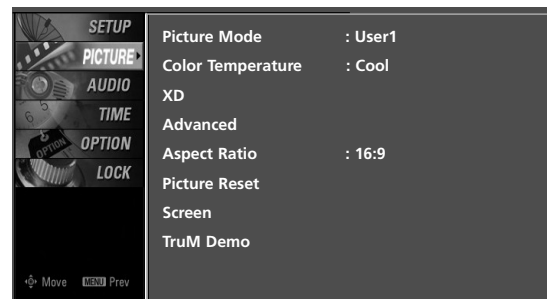 SETUP
PICTURE
AUDIO
TIME
OPTION
LOCK
Move MENU Prev
Picture Mode : User1
Color Temperature : Cool
XD
Advanced
Aspect Ratio : 16:9
Picture Reset
Screen
TruM Demo